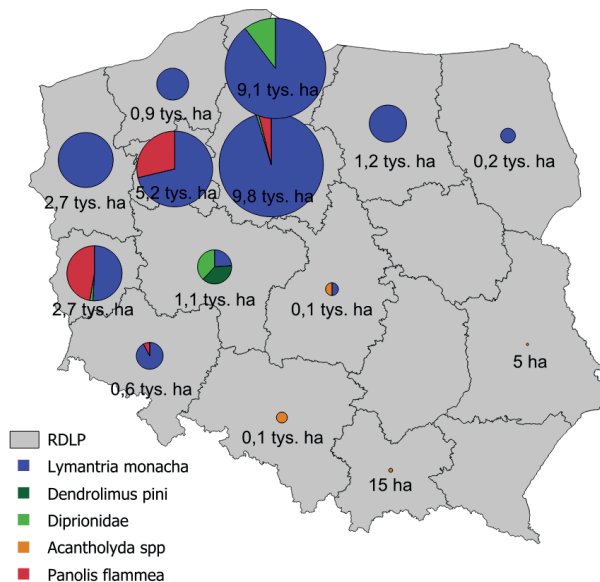 9,1 tys. ha
0,9 tys. ha
1,2 tys. ha
0,2 tys. ha
5,2 tys. ha
9,8 tys. ha
2,7 tys. ha
1,1 tys. ha
2,7 tys. ha
0,1 tys. ha
5 ha
0,6 tys. ha
0,1 tys. ha
15 ha
RDLP
Lymantria monacha
Dendrolimus pini
Diprionidae
Acantholyda spp
Panolis flammea